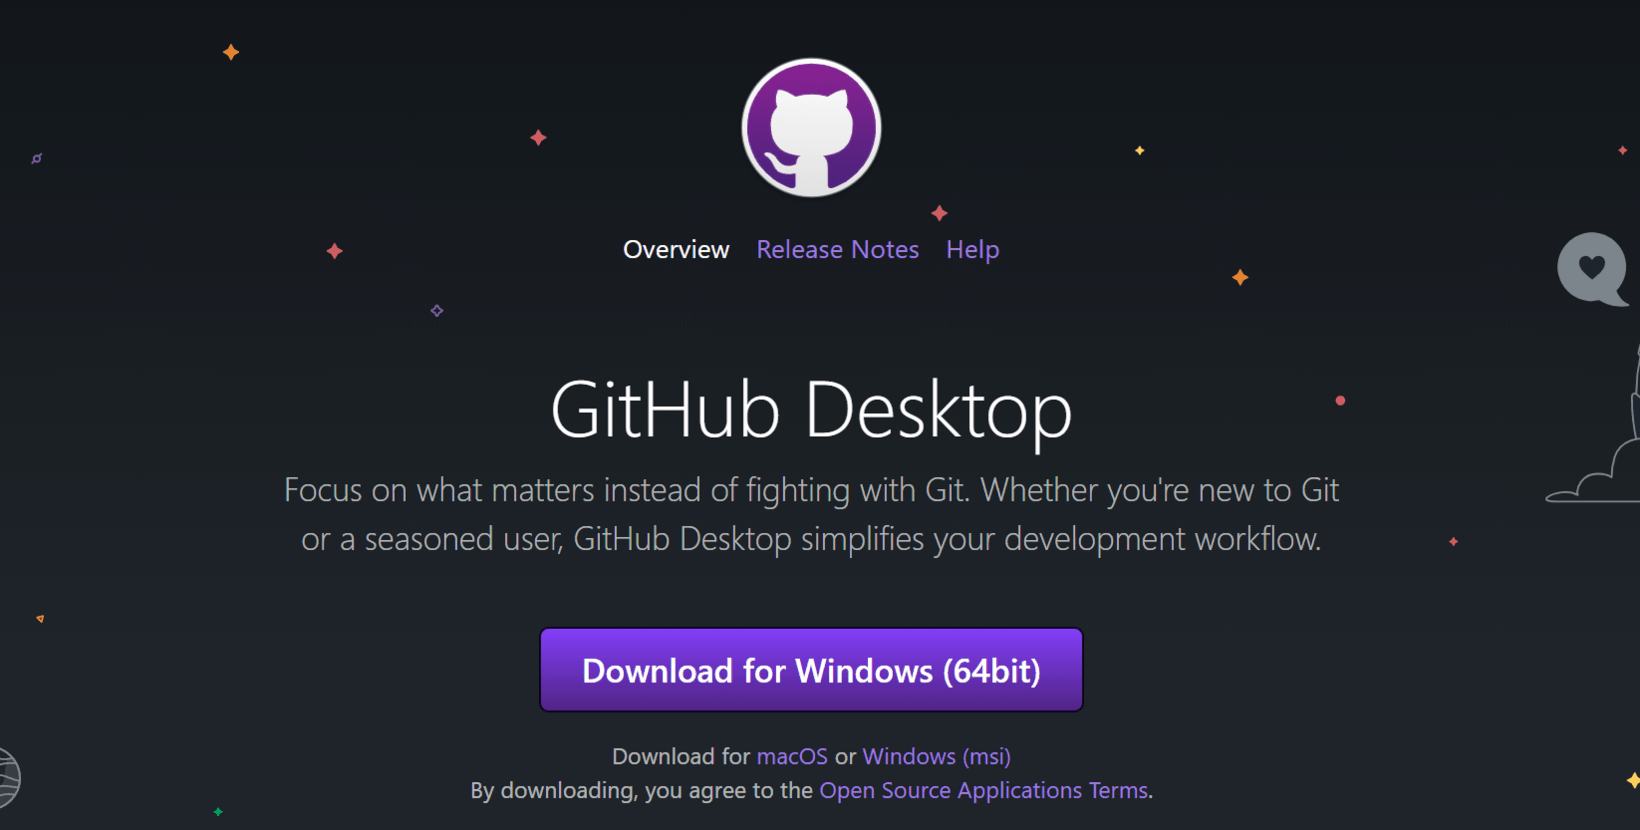 Overview Release Notes Help
GitHub Desktop
Focus on what matters instead of fighting with Git. Whether you're new to Git
or a seasoned user, GitHub Desktop simplifies your development workflow.
Download for Windows (64bit)
Download for macOS or Windows (msi)
By downloading, you agree to the Open Source Applications Terms.